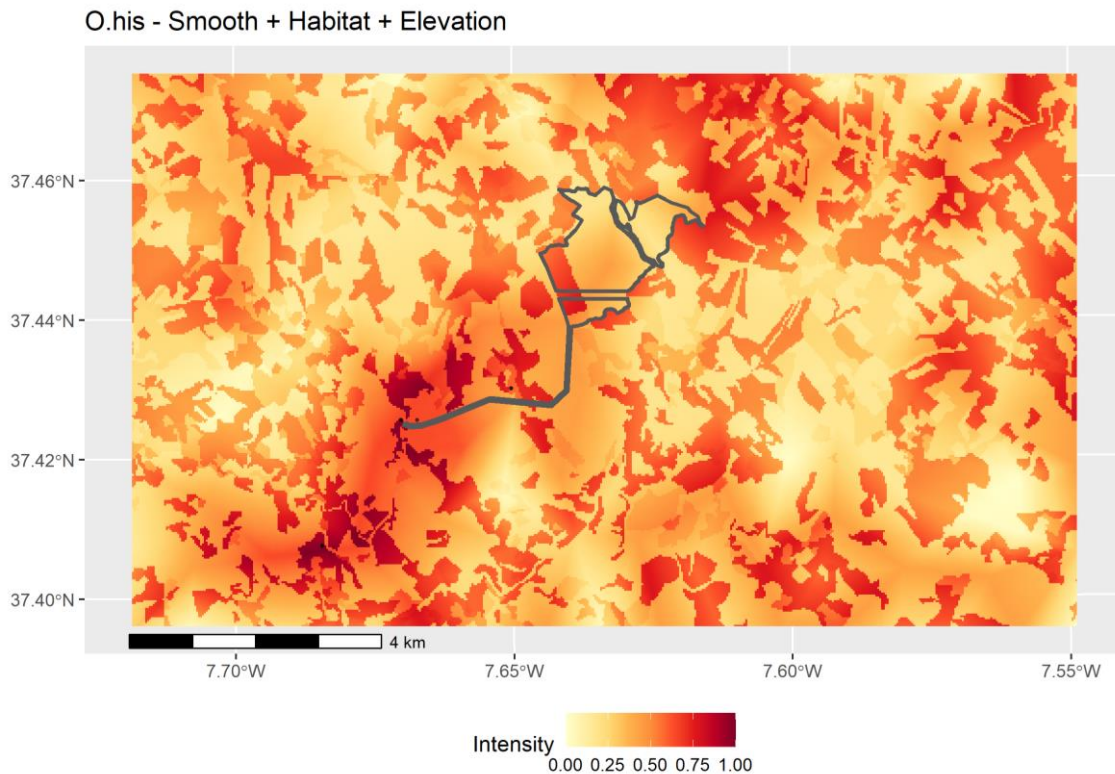 O.his - Smooth + Habitat + Elevation
37.46°N
37.44°N
37.42°N
37.40°N
4 km
7.70°W
7.65°W
7.60°W
7.55°W
Intensity
0.00 0.25 0.50 0.75 1.00